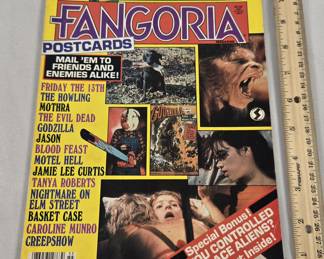 FANGORIA
POSTCARDS
MAIL 'EM TO
FRIENDS AND
ENEMIES ALIKE!
FRIDAY THE 13TH
THE HOWLING
MOTHRA
THE EVIL DEAD
GODZILLA
JASON
BLOOD FEAST
MOTEL HELL
JAMIE LEE CURTIS
TANYA ROBERTS
NIGHTMARE ON
ELM STREET
BASKET CASE
CAROLINE MUNRO
CREEPSHOW
Special Bonus!
CONTROLLED
ALIENS?
Inside!